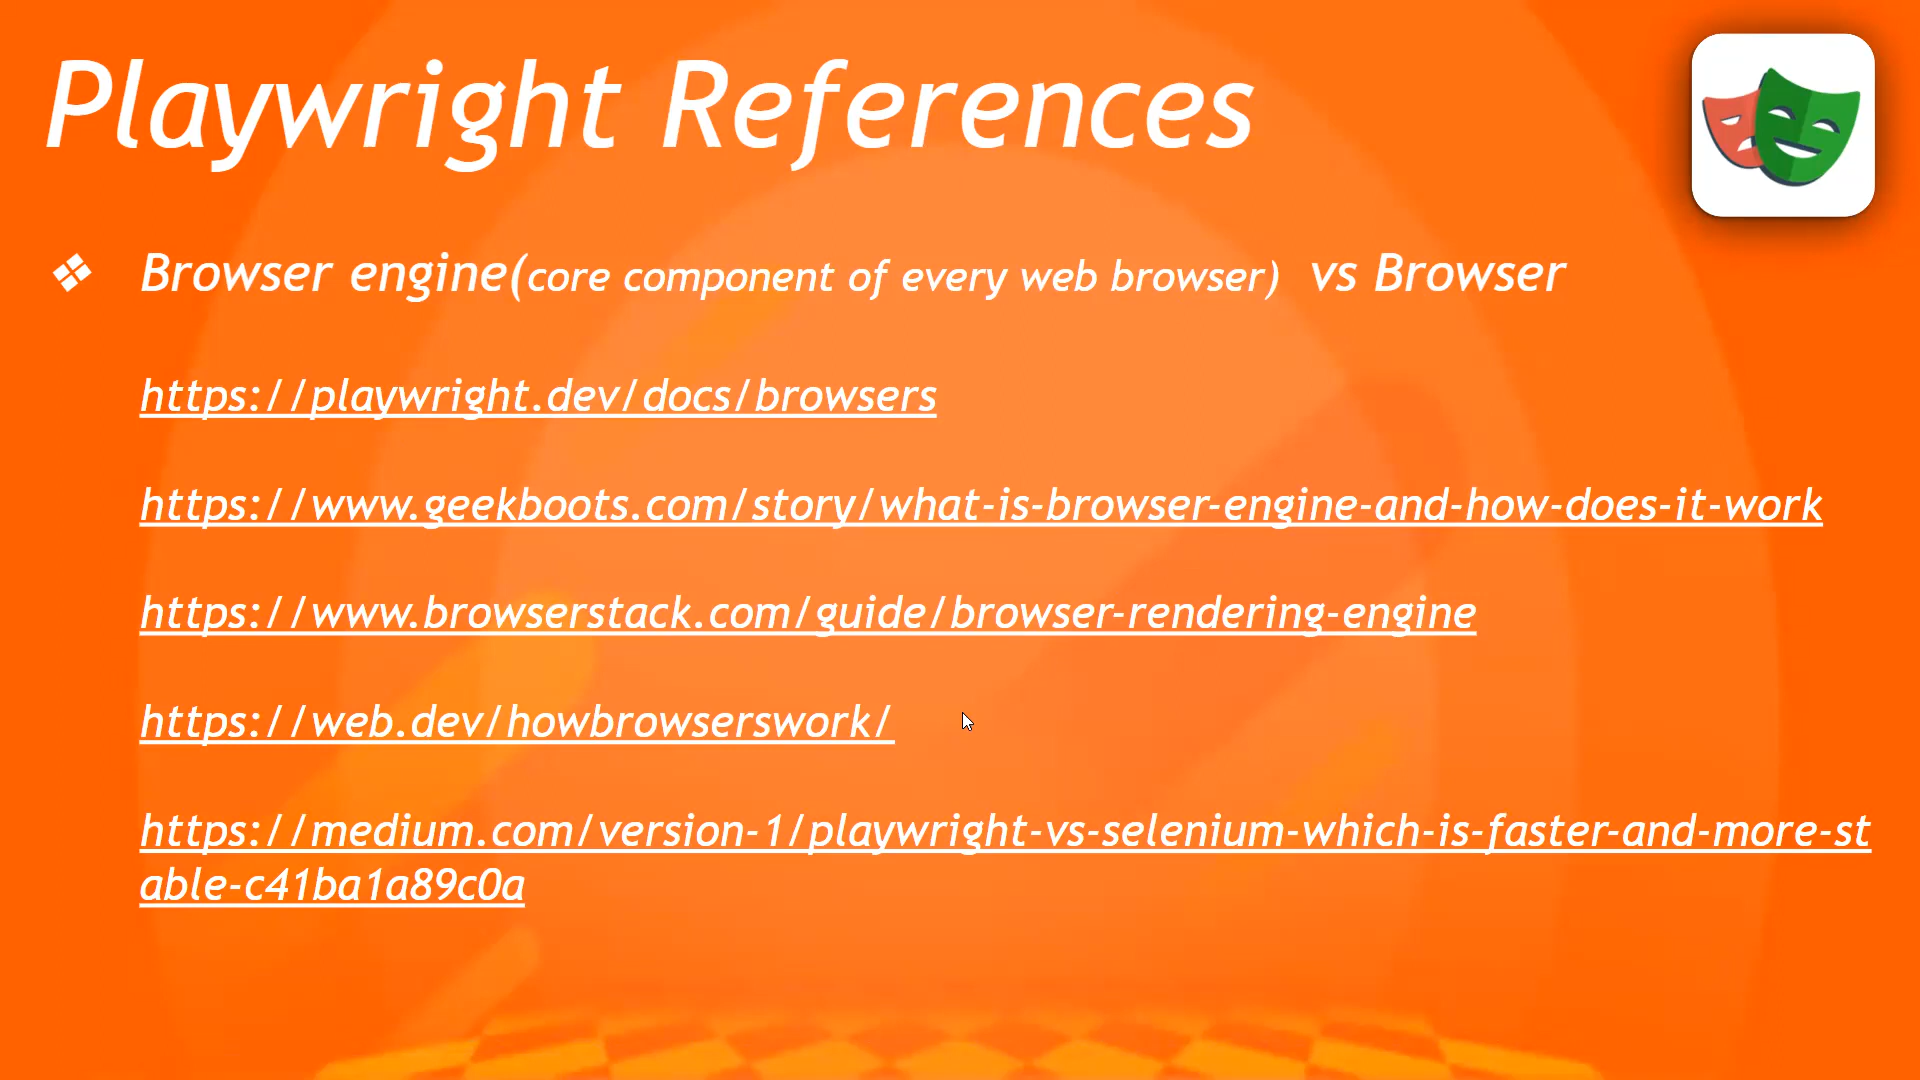 Playwright References
❖ Browser engine(core component of every web browser) vs Browser
https://playwright.dev/docs/browsers
https://www.geekboots.com/story/what-is-browser-engine-and-how-does-it-work
https://www.browserstack.com/guide/browser-rendering-engine
https://web.dev/howbrowserswork/
https://medium.com/version-1/playwright-vs-selenium-which-is-faster-and-more-st
able-c41ba1a89c0a